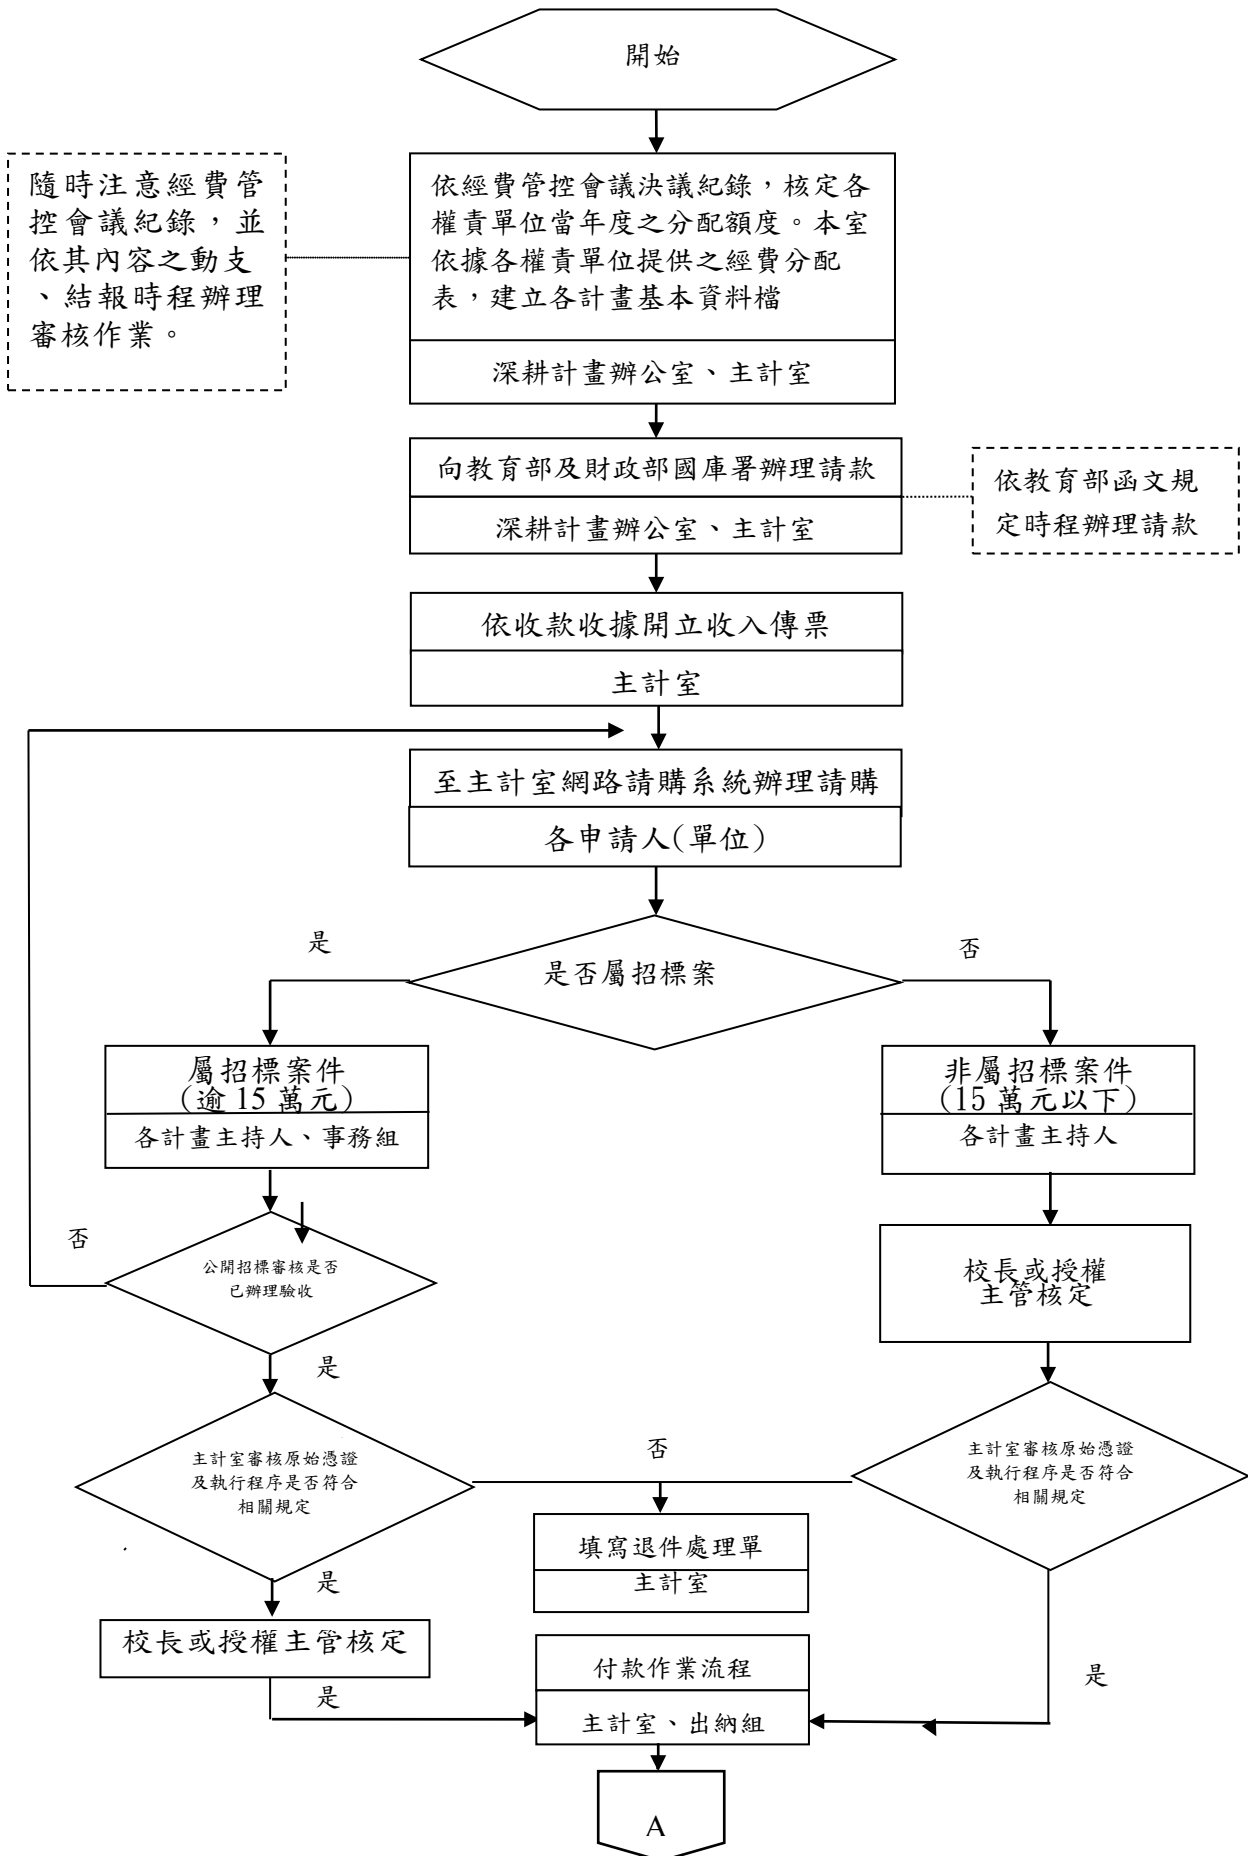 開始
隨時注意經費管
控會議紀錄，並
依其內容之動支
、結報時程辦理
審核作業。
依經費管控會議決議紀錄，核定各
權責單位當年度之分配額度。本室
依據各權責單位提供之經費分配
表，建立各計畫基本資料檔
深耕計畫辦公室、主計室
向教育部及財政部國庫署辦理請款
深耕計畫辦公室、主計室
依教育部函文規
定時程辦理請款
依收款收據開立收入傳票
主計室
至主計室網路請購系統辦理請購
各申請人(單位)
是
是否屬招標案
否
屬招標案件
(逾 15 萬元)
各計畫主持人、事務組
非屬招標案件
(15 萬元以下)
各計畫主持人
否
公開招標審核是否
已辦理驗收
校長或授權
主管核定
是
主計室審核原始憑證
及執行程序是否符合
相關規定
否
主計室審核原始憑證
及執行程序是否符合
相關規定
填寫退件處理單
主計室
是
校長或授權主管核定
是
付款作業流程
主計室、出納組
是
A